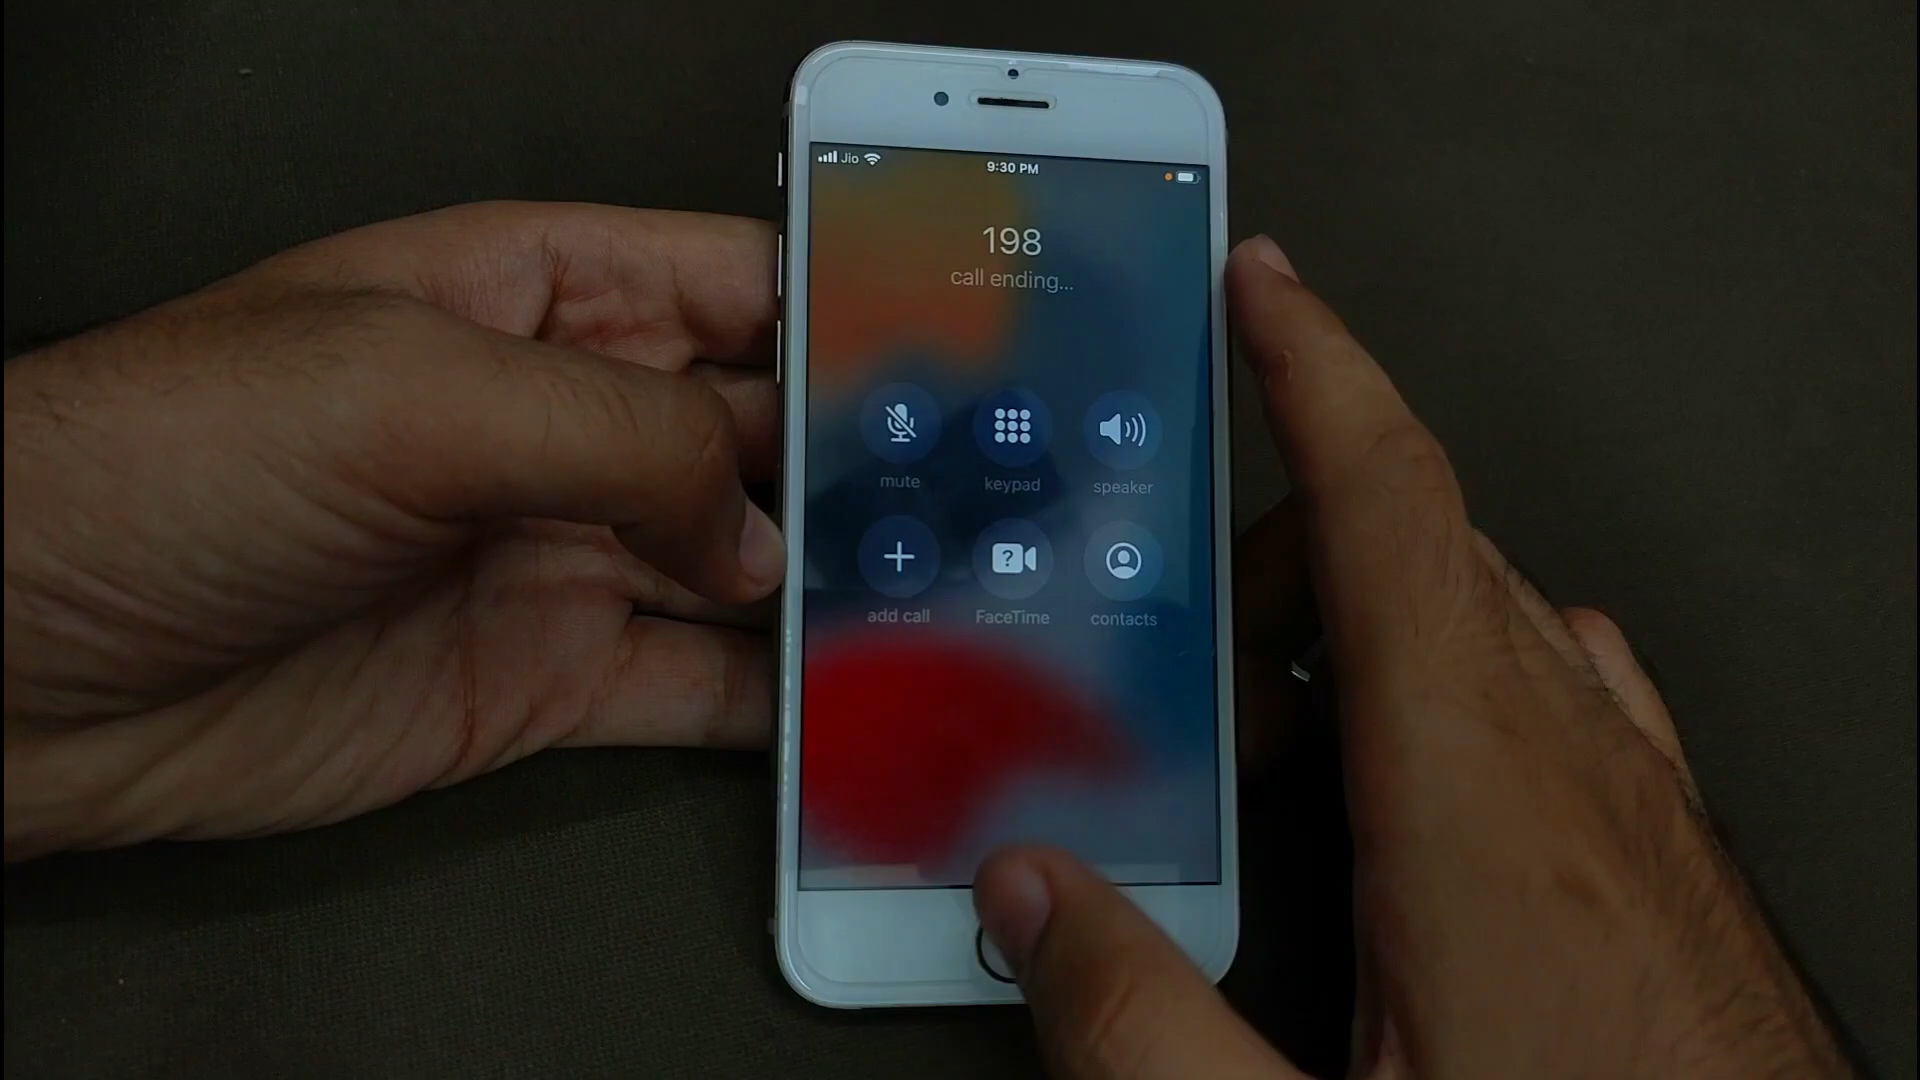 Jio
9:30 PM
198
call ending...
mute
keypad
speaker
?
add call
FaceTime
contacts